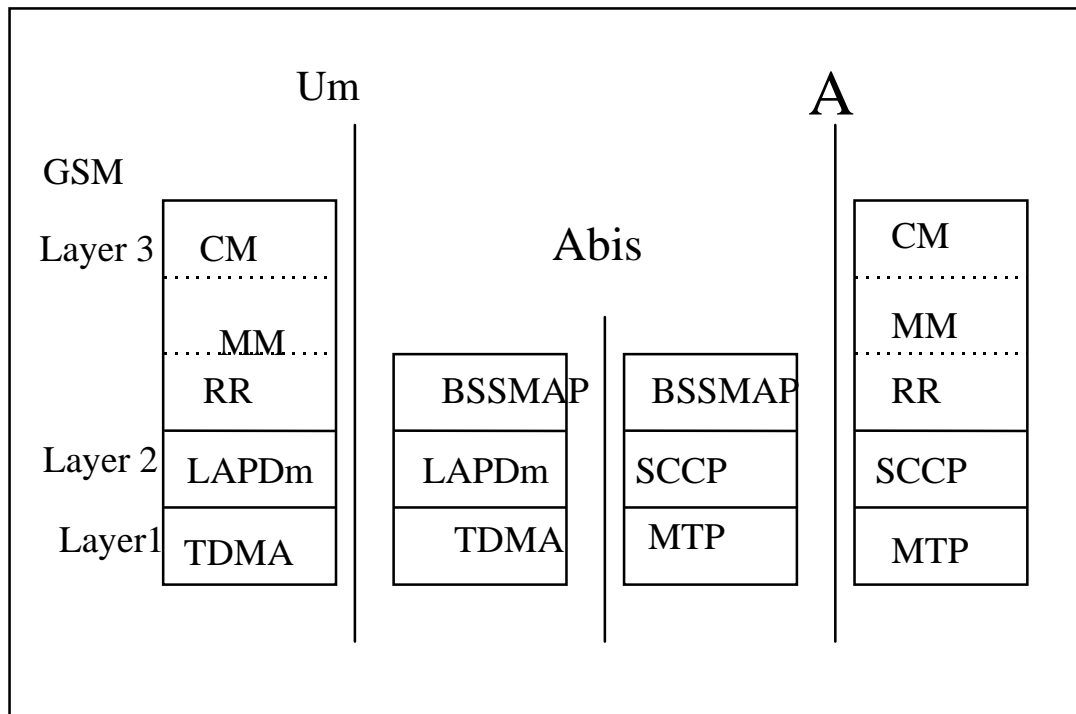 Um
A
GSM
Layer 3
CM
Abis
CM
MM
MM
RR
BSSMAP
BSSMAP
RR
Layer 2
LAPDm
LAPDm
SCCP
SCCP
Layer1
TDMA
TDMA
MTP
MTP